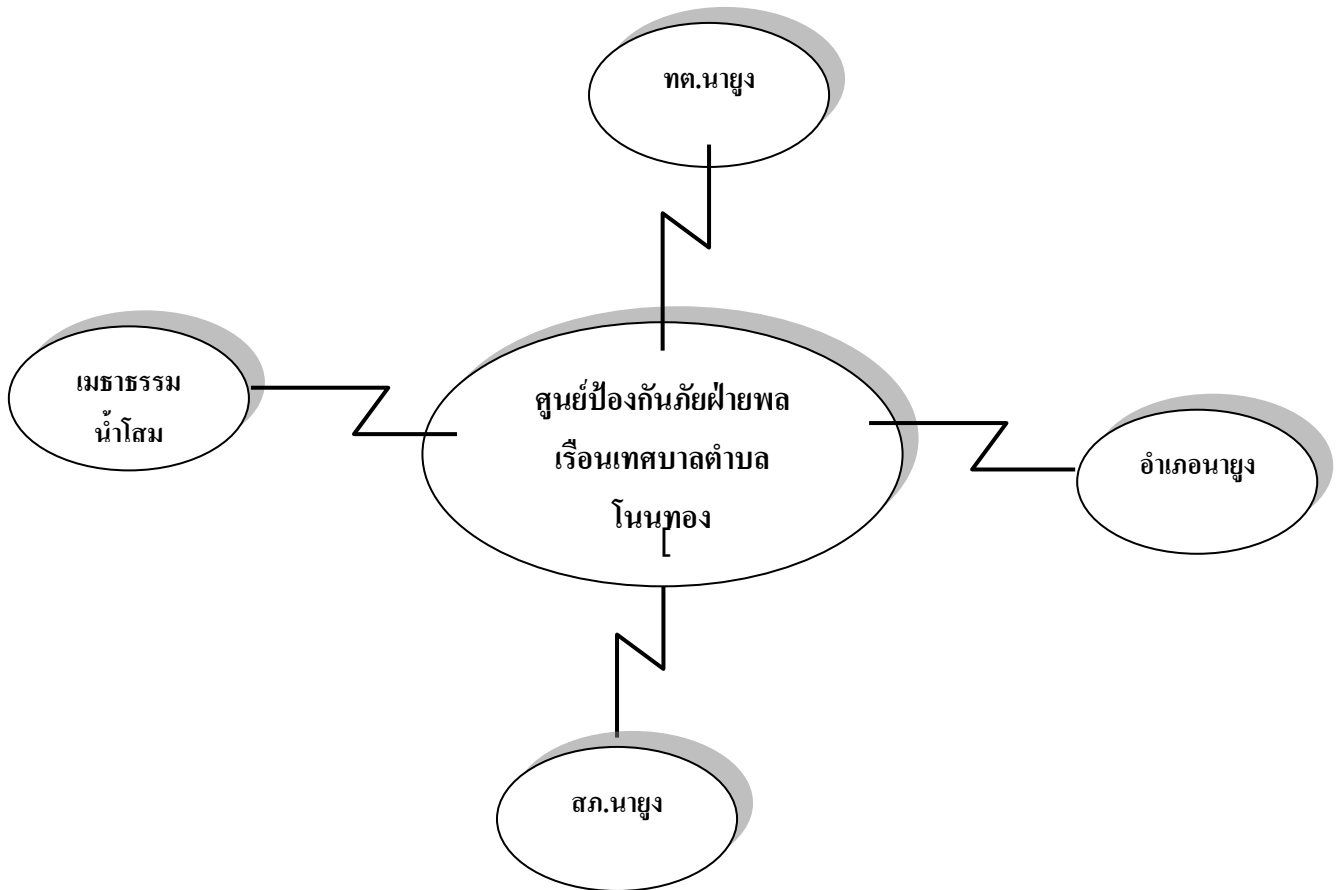 ทต.นายูง
เมธาธรรม
น้ำโสม
ศูนย์ป้องกันภัยฝ่ายพล
เรือนเทศบาลตำบล
โนนทอง
[
อำเภอนายูง
สภ.นายูง